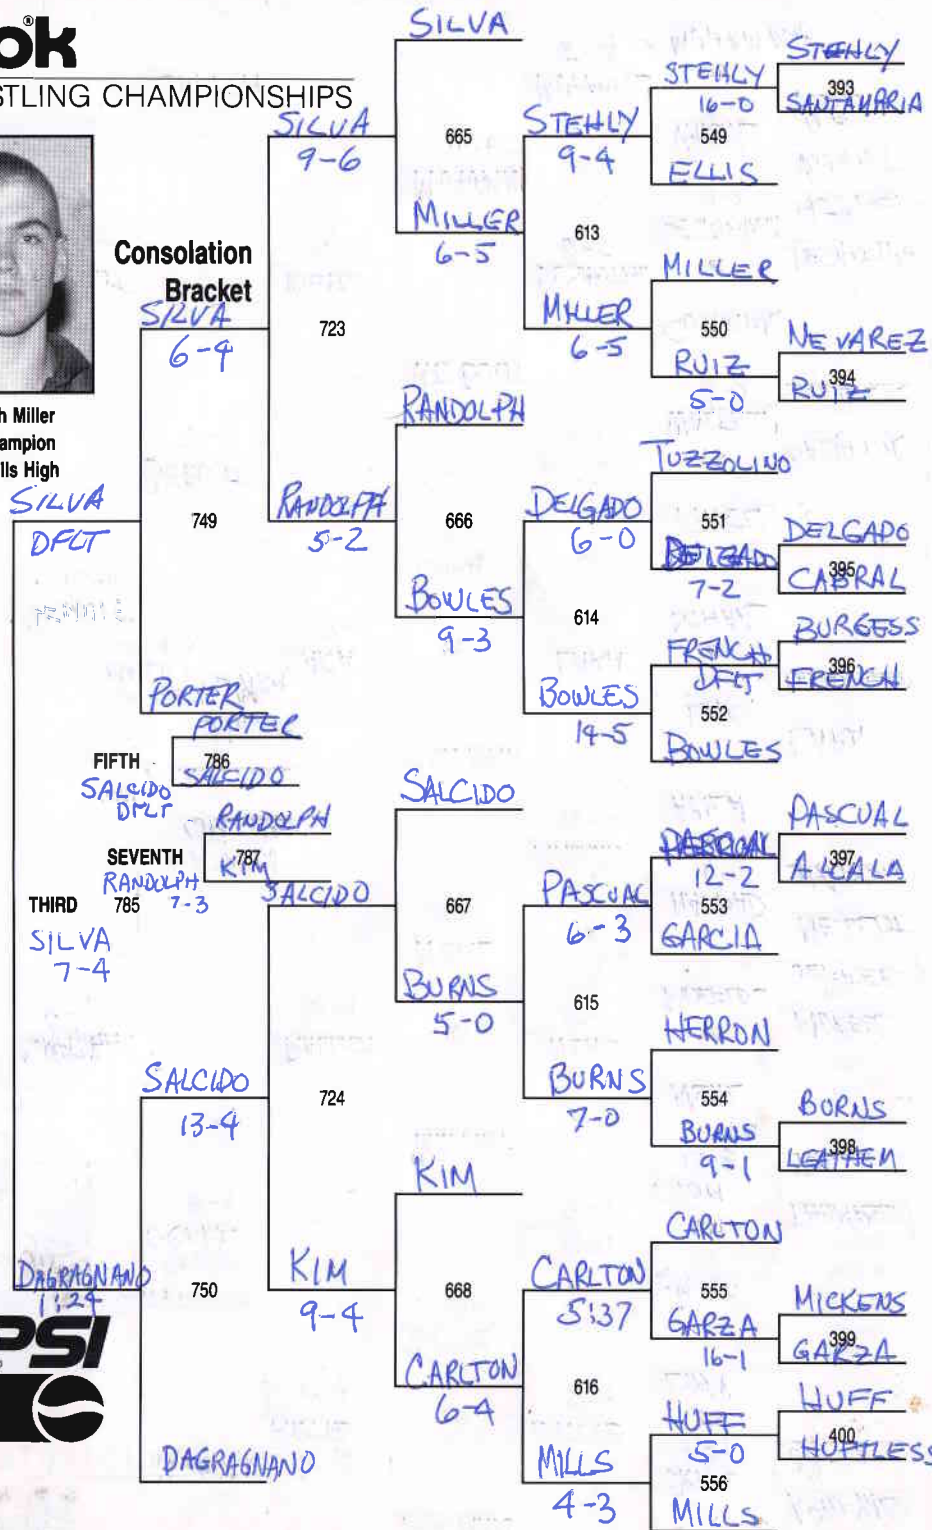 ok®
STLING CHAMPIONSHIPS
h Miller
ampion
lls High
Consolation
Bracket
SILVA
DFLT
DAGRAGNANO
1:24
THIRD 785
SILVA
7-4
SILVA
6-4
749
PORTER
SALCIDO
13-4
750
DAGRAGNANO
FIFTH
PORTER
786
SALCIDO
SALCIDO
DFLT
SEVENTH
RANDOLPH
787
KIM
RANDOLPH
7-3
SILVA
9-6
723
RANDOLPH
5-2
SALCIDO
724
KIM
9-4
SILVA
665
MILLER
6-5
RANDOLPH
666
BOWLES
9-3
SALCIDO
667
BURNS
5-0
KIM
668
CARLTON
6-4
STEHLY
9-4
613
MILLER
6-5
DELGADO
6-0
614
BOWLES
14-5
PASCUAL
6-3
615
BURNS
7-0
CARLTON
5:37
616
MILLS
4-3
STEHLY
16-0
549
ELLIS
MILLER
550
RUIZ
5-0
TUZZOLINO
551
DELGADO
7-2
FRENCH
DFLT
552
BOWLES
PASCUAL
12-2
553
GARCIA
HERRON
554
BURNS
9-1
CARLTON
555
GARZA
16-1
HUFF
5-0
556
MILLS
STEHLY
393
SANTAMARIA
NEVAREZ
394
RUIZ
DELGADO
395
CABRAL
BURGESS
396
FRENCH
PASCUAL
397
ALCALA
BURNS
398
LEATHEM
MICKENS
399
GARZA
HUFF
400
PSI